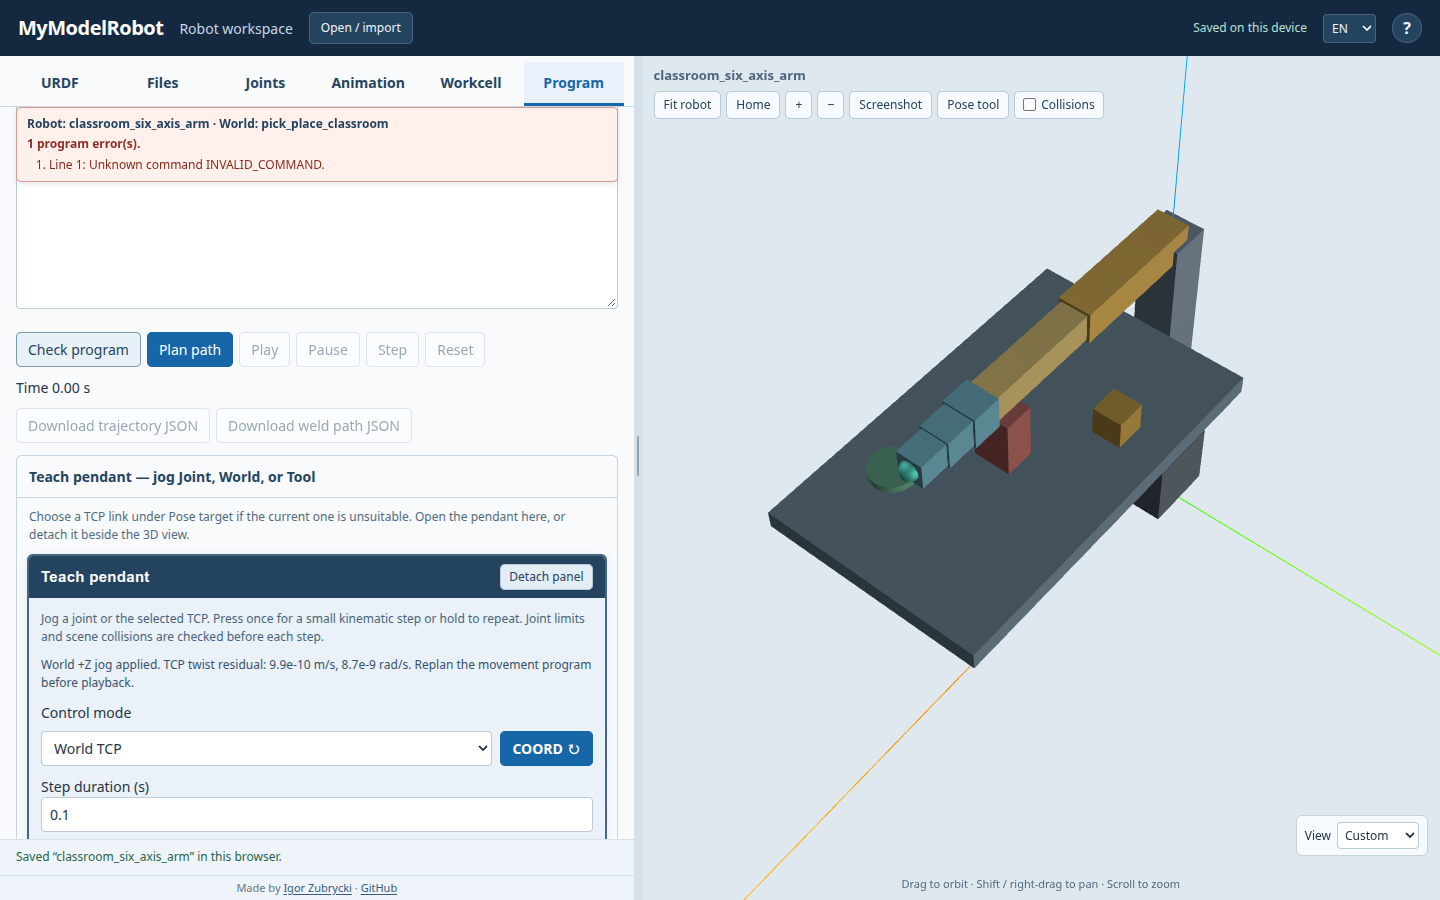 MyModelRobot Robot workspace Open / import Saved on this device EN ?
URDF Files Joints Animation Workcell Program
Robot: classroom_six_axis_arm · World: pick_place_classroom
1 program error(s).
1. Line 1: Unknown command INVALID_COMMAND.
Check program Plan path Play Pause Step Reset
Time 0.00 s
Download trajectory JSON Download weld path JSON
Teach pendant — jog Joint, World, or Tool
Choose a TCP link under Pose target if the current one is unsuitable. Open the pendant here, or
detach it beside the 3D view.
Teach pendant Detach panel
Jog a joint or the selected TCP. Press once for a small kinematic step or hold to repeat. Joint limits
and scene collisions are checked before each step.
World +Z jog applied. TCP twist residual: 9.9e-10 m/s, 8.7e-9 rad/s. Replan the movement program
before playback.
Control mode
World TCP COORD ↻
Step duration (s)
0.1
Saved “classroom_six_axis_arm” in this browser.
Made by Igor Zubrycki · GitHub
classroom_six_axis_arm
Fit robot Home + − Screenshot Pose tool Collisions
View Custom
Drag to orbit · Shift / right-drag to pan · Scroll to zoom